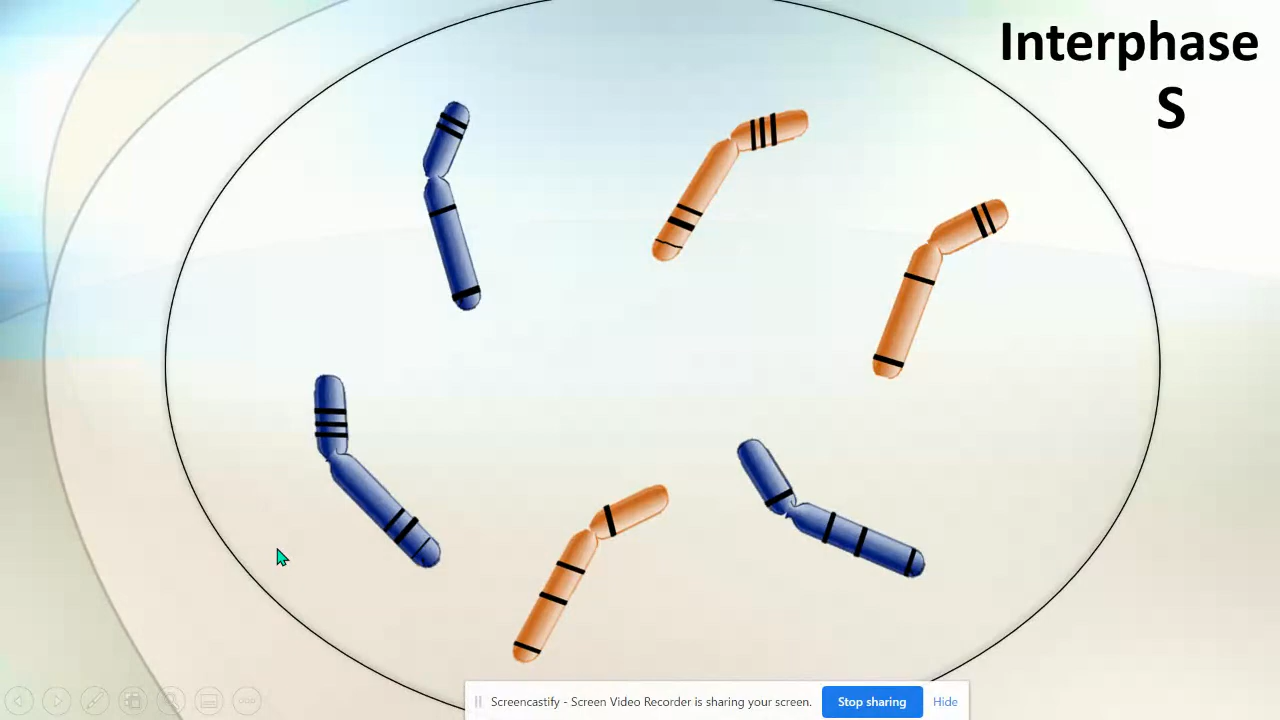 Interphase
S
Screencastify - Screen Video Recorder is sharing your screen.
Stop sharing
Hide